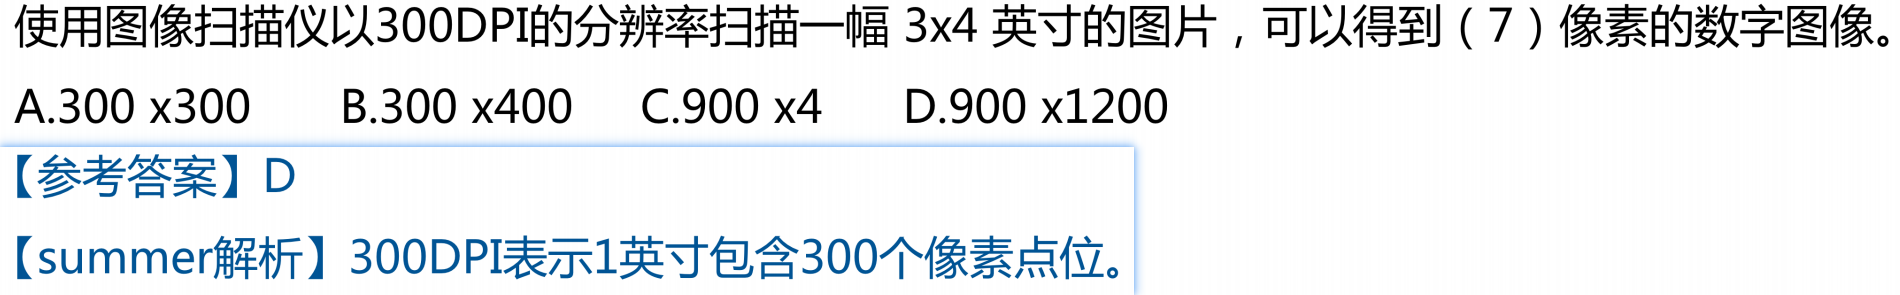 使用图像扫描仪以300DPI的分辨率扫描一幅 3x4 英寸的图片，可以得到（7）像素的数字图像。
A.300 x300 B.300 x400 C.900 x4 D.900 x1200
【参考答案】D
【summer解析】300DPI表示1英寸包含300个像素点位。